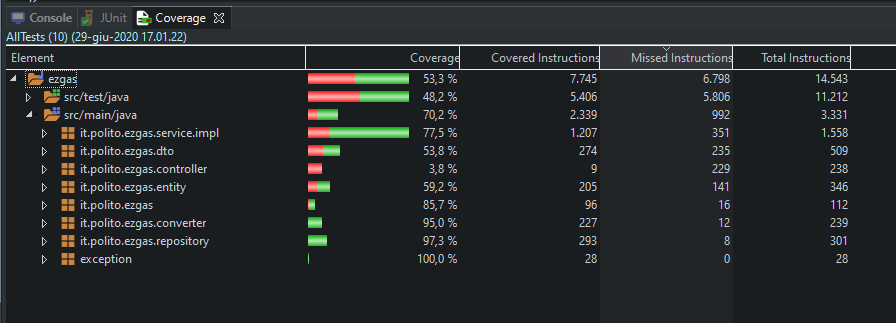 Console JUnit Coverage
AllTests (10) (29-giu-2020 17.01.22)
Element Coverage Covered Instructions Missed Instructions Total Instructions
ezgas 53,3 % 7.745 6.798 14.543
src/test/java 48,2 % 5.406 5.806 11.212
src/main/java 70,2 % 2.339 992 3.331
it.polito.ezgas.service.impl 77,5 % 1.207 351 1.558
it.polito.ezgas.dto 53,8 % 274 235 509
it.polito.ezgas.controller 3,8 % 9 229 238
it.polito.ezgas.entity 59,2 % 205 141 346
it.polito.ezgas 85,7 % 96 16 112
it.polito.ezgas.converter 95,0 % 227 12 239
it.polito.ezgas.repository 97,3 % 293 8 301
exception 100,0 % 28 0 28